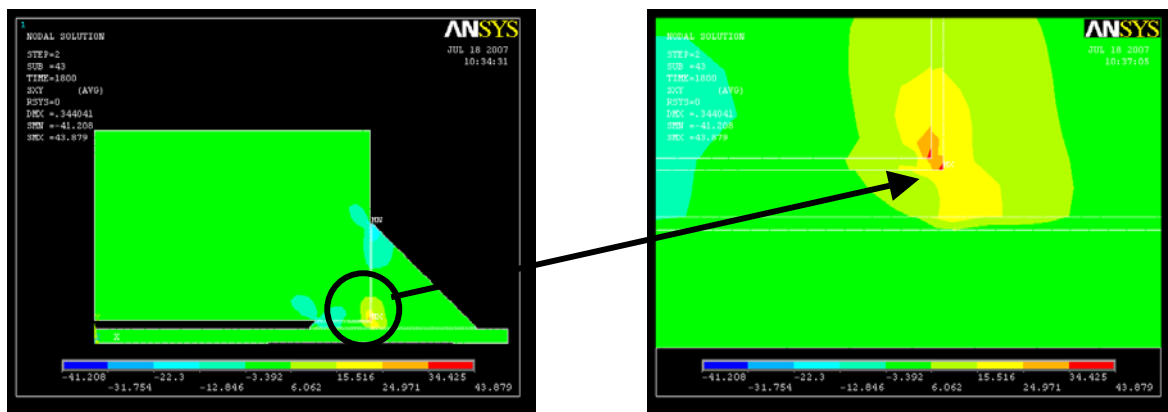 1
NODAL SOLUTION
STEP=2
SUB =43
TIME=1800
SXY (AVG)
RSYS=0
DMX =.344041
SMN =-41.208
SMX =43.879
ANSYS
JUL 18 2007
10:34:31
MN
MX
Y
X
-41.208 -22.3 -3.392 15.516 34.425
-31.754 -12.846 6.062 24.971 43.879
NODAL SOLUTION
STEP=2
SUB =43
TIME=1800
SXY (AVG)
RSYS=0
DMX =.344041
SMN =-41.208
SMX =43.879
ANSYS
JUL 18 2007
10:37:05
MX
-41.208 -22.3 -3.392 15.516 34.425
-31.754 -12.846 6.062 24.971 43.879